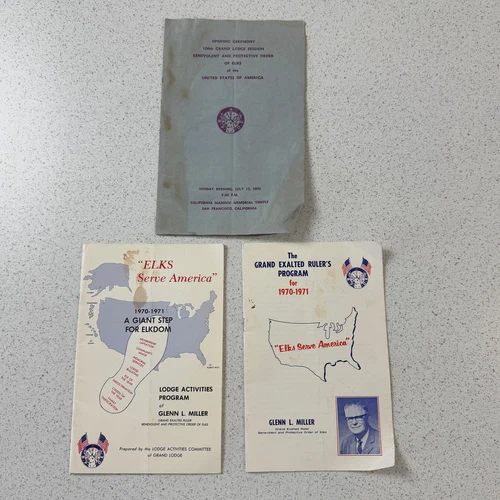 OPENING CEREMONY
106th GRAND LODGE SESSION
BENEVOLENT AND PROTECTIVE ORDER
OF ELKS
of the
UNITED STATES OF AMERICA
SUNDAY EVENING, JULY 12, 1970
CALIFORNIA MASONIC MEMORIAL TEMPLE
SAN FRANCISCO, CALIFORNIA
"ELKS
Serve America"
1970-1971
A GIANT STEP
FOR ELKDOM
LODGE ACTIVITIES
PROGRAM
of
GLENN L. MILLER
GRAND EXALTED RULER
BENEVOLENT AND PROTECTIVE ORDER OF ELKS
Prepared by the LODGE ACTIVITIES COMMITTEE
of GRAND LODGE
The
GRAND EXALTED RULER'S
PROGRAM
for
1970-1971
"Elks Serve America"
GLENN L. MILLER
Grand Exalted Ruler
Benevolent and Protective Order of Elks